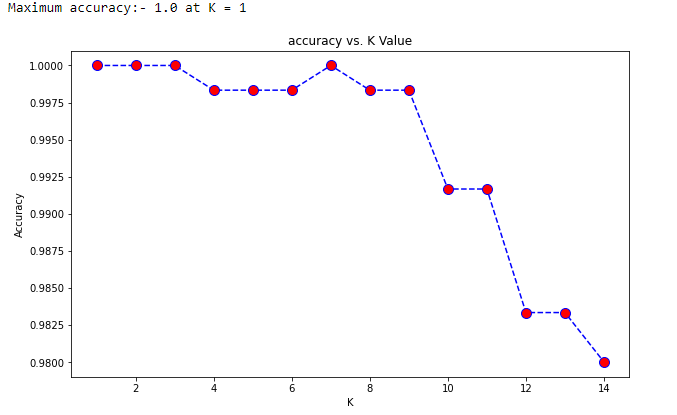 Maximum accuracy:- 1.0 at K = 1
accuracy vs. K Value
1.0000
0.9975
0.9950
0.9925
0.9900
0.9875
0.9850
0.9825
0.9800
Accuracy
2 4 6 8 10 12 14
K